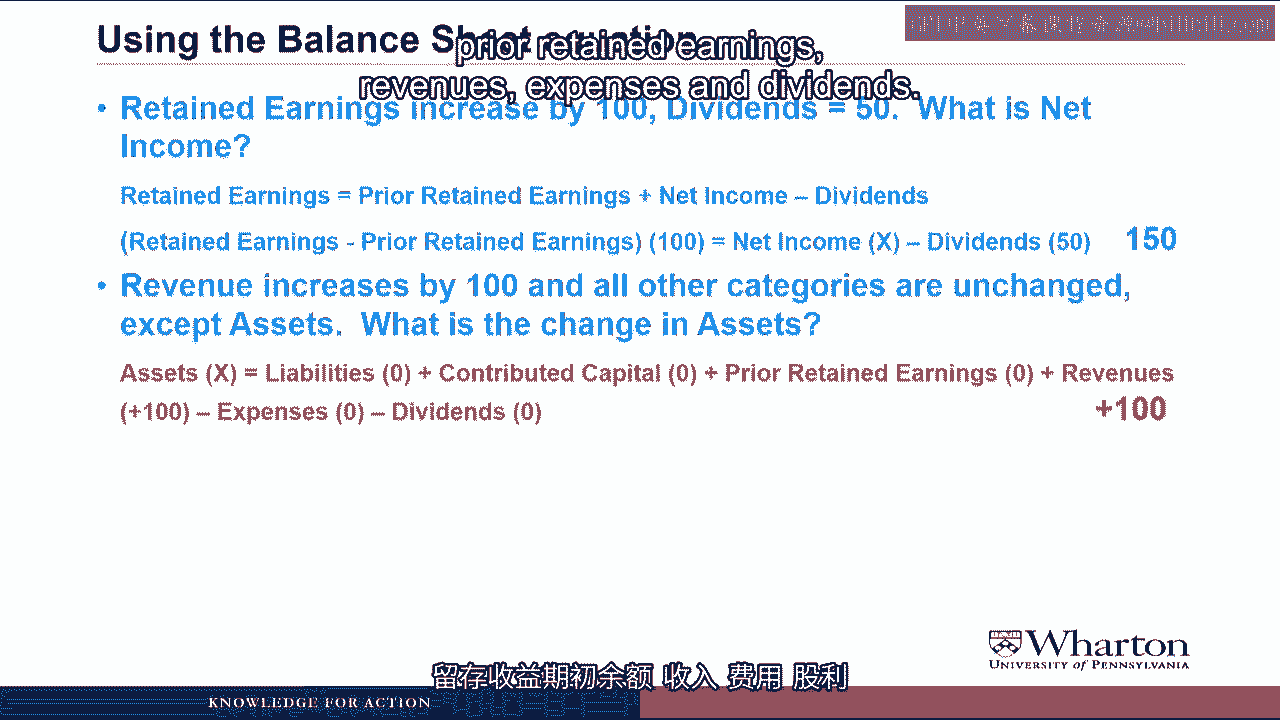 Using the Balance Sheet equation
prior retained earnings,
revenues, expenses and dividends.
• Retained Earnings increase by 100, Dividends = 50. What is Net
Income?
Retained Earnings = Prior Retained Earnings + Net Income – Dividends
(Retained Earnings - Prior Retained Earnings) (100) = Net Income (X) – Dividends (50) 150
• Revenue increases by 100 and all other categories are unchanged,
except Assets. What is the change in Assets?
Assets (X) = Liabilities (0) + Contributed Capital (0) + Prior Retained Earnings (0) + Revenues
(+100) – Expenses (0) – Dividends (0) +100
Wharton
UNIVERSITY of PENNSYLVANIA
留存收益期初余额 收入 费用 股利
KNOWLEDGE FOR ACTION